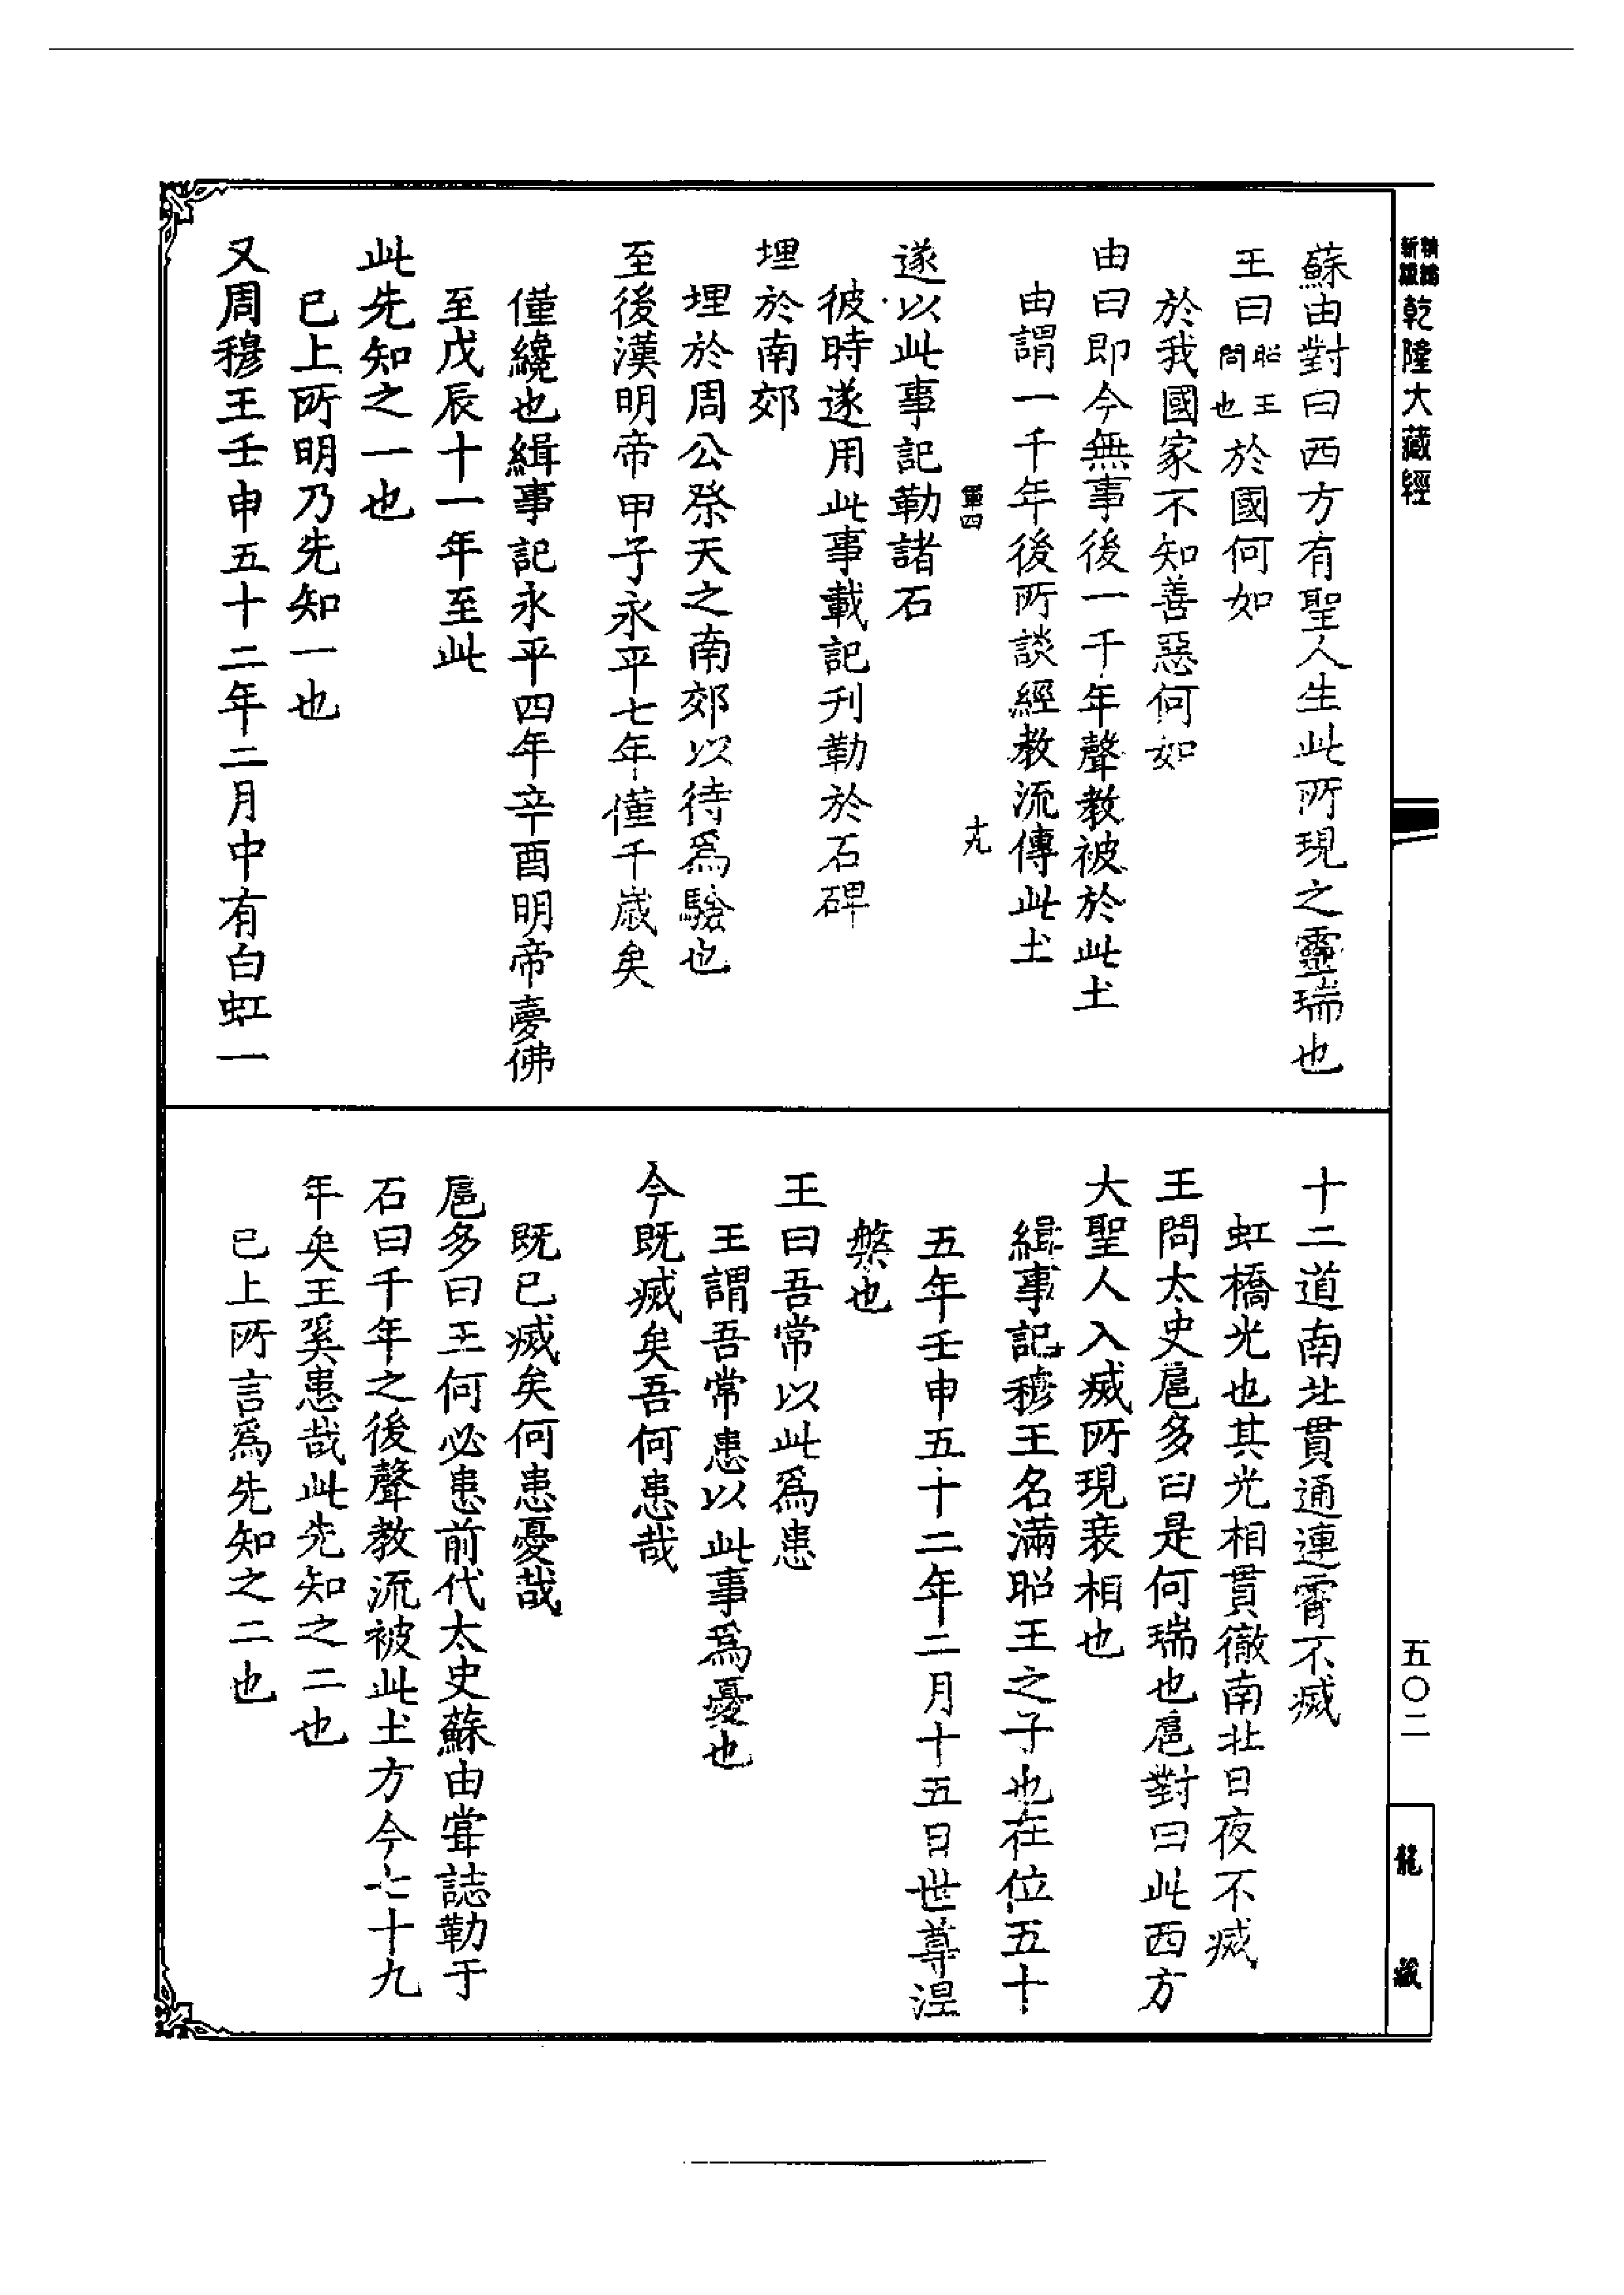 精縮新編乾隆大藏經
蘇由對曰西方有聖人生此所現之靈瑞也
王曰昭王問也於國何如
於我國家不知善惡何如
由曰即今無事後一千年聲教被於此土
由謂一千年後所談經教流傳此土
第四 十九
遂以此事記勒諸石
彼時遂用此事載記刋勒於石碑
埋於南郊
埋於周公祭天之南郊以待爲驗也
至後漢明帝甲子永平七年僅千歲矣
僅纔也緝事記永平四年辛酉明帝夢佛
至戊辰十一年至此
此先知之一也
已上所明乃先知一也
又周穆王壬申五十二年二月中有白虹一
十二道南北貫通連霄不滅
虹橋光也其光相貫徹南北日夜不滅
王問太史扈多曰是何瑞也扈對曰此西方
大聖人入滅所現衰相也
緝事記穆王名滿昭王之子也在位五十
五年壬申五十二年二月十五日世尊涅
槃也
王曰吾常以此爲患
王謂吾常患以此事爲憂也
今既滅矣吾何患哉
既已滅矣何患憂哉
扈多曰王何必患前代太史蘇由甞誌勒于
石曰千年之後聲教流被此土方今七十九
年矣王奚患哉此先知之二也
已上所言爲先知之二也
五〇二
龍藏